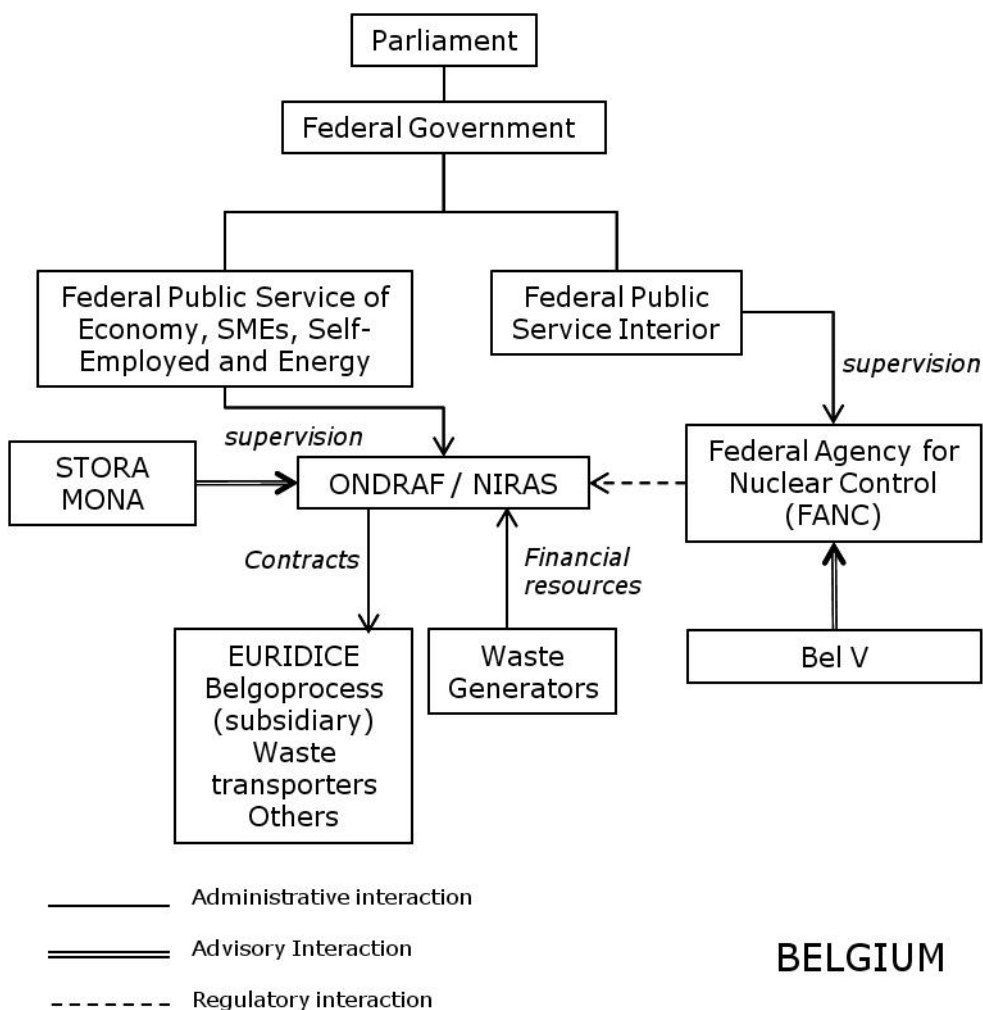 Parliament
Federal Government
Federal Public Service of
Economy, SMEs, Self-
Employed and Energy
Federal Public
Service Interior
supervision
supervision
STORA
MONA
ONDRAF / NIRAS
Federal Agency for
Nuclear Control
(FANC)
Contracts
Financial
resources
EURIDICE
Belgoprocess
(subsidiary)
Waste
transporters
Others
Waste
Generators
Bel V
Administrative interaction
Advisory Interaction
Regulatory interaction
BELGIUM